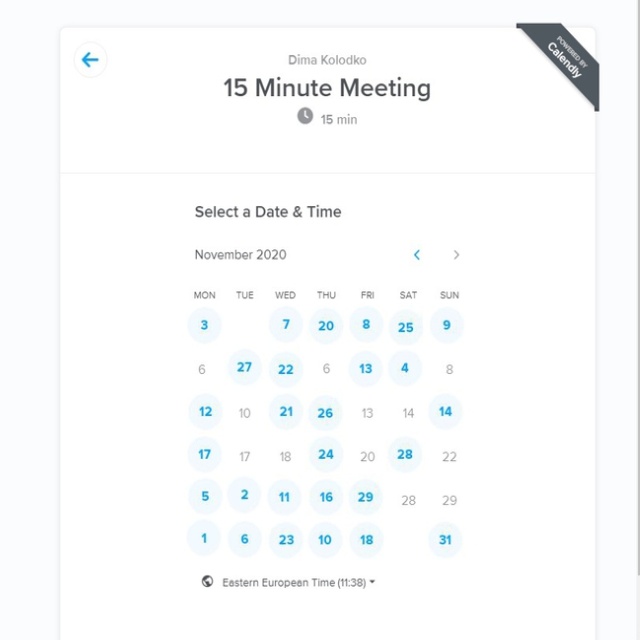 Dima Kolodko
POWERED BY
Calendly
15 Minute Meeting
15 min
Select a Date & Time
November 2020
MON TUE WED THU FRI SAT SUN
3 7 20 8 25 9
6 27 22 6 13 4 8
12 10 21 26 13 14 14
17 17 18 24 20 28 22
5 2 11 16 29 28 29
1 6 23 10 18 31
Eastern European Time (11:38)